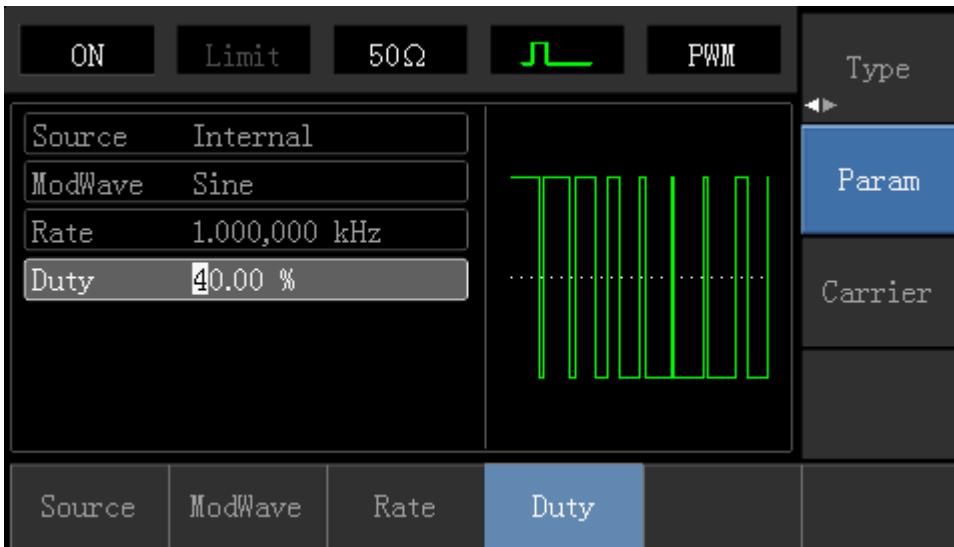 ON Limit 50Ω PWM
Type
Source Internal
ModWave Sine
Param
Rate 1.000,000 kHz
Duty 40.00 %
Carrier
Source ModWave Rate Duty